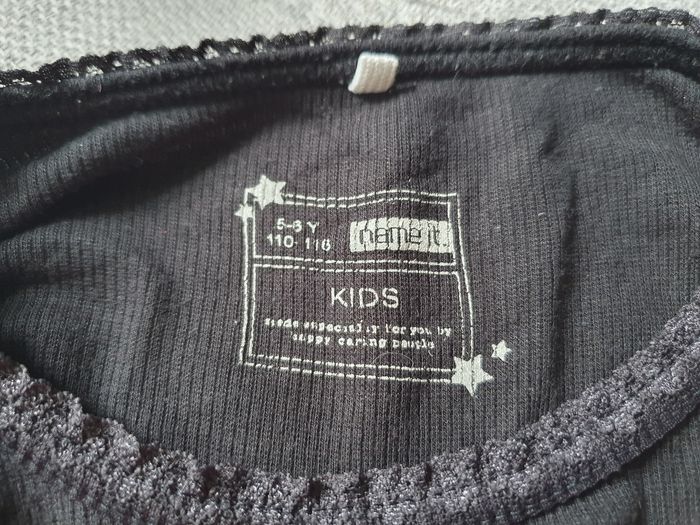 5-6 Y
110-116
name it.
KIDS
made especially for you by
happy caring people